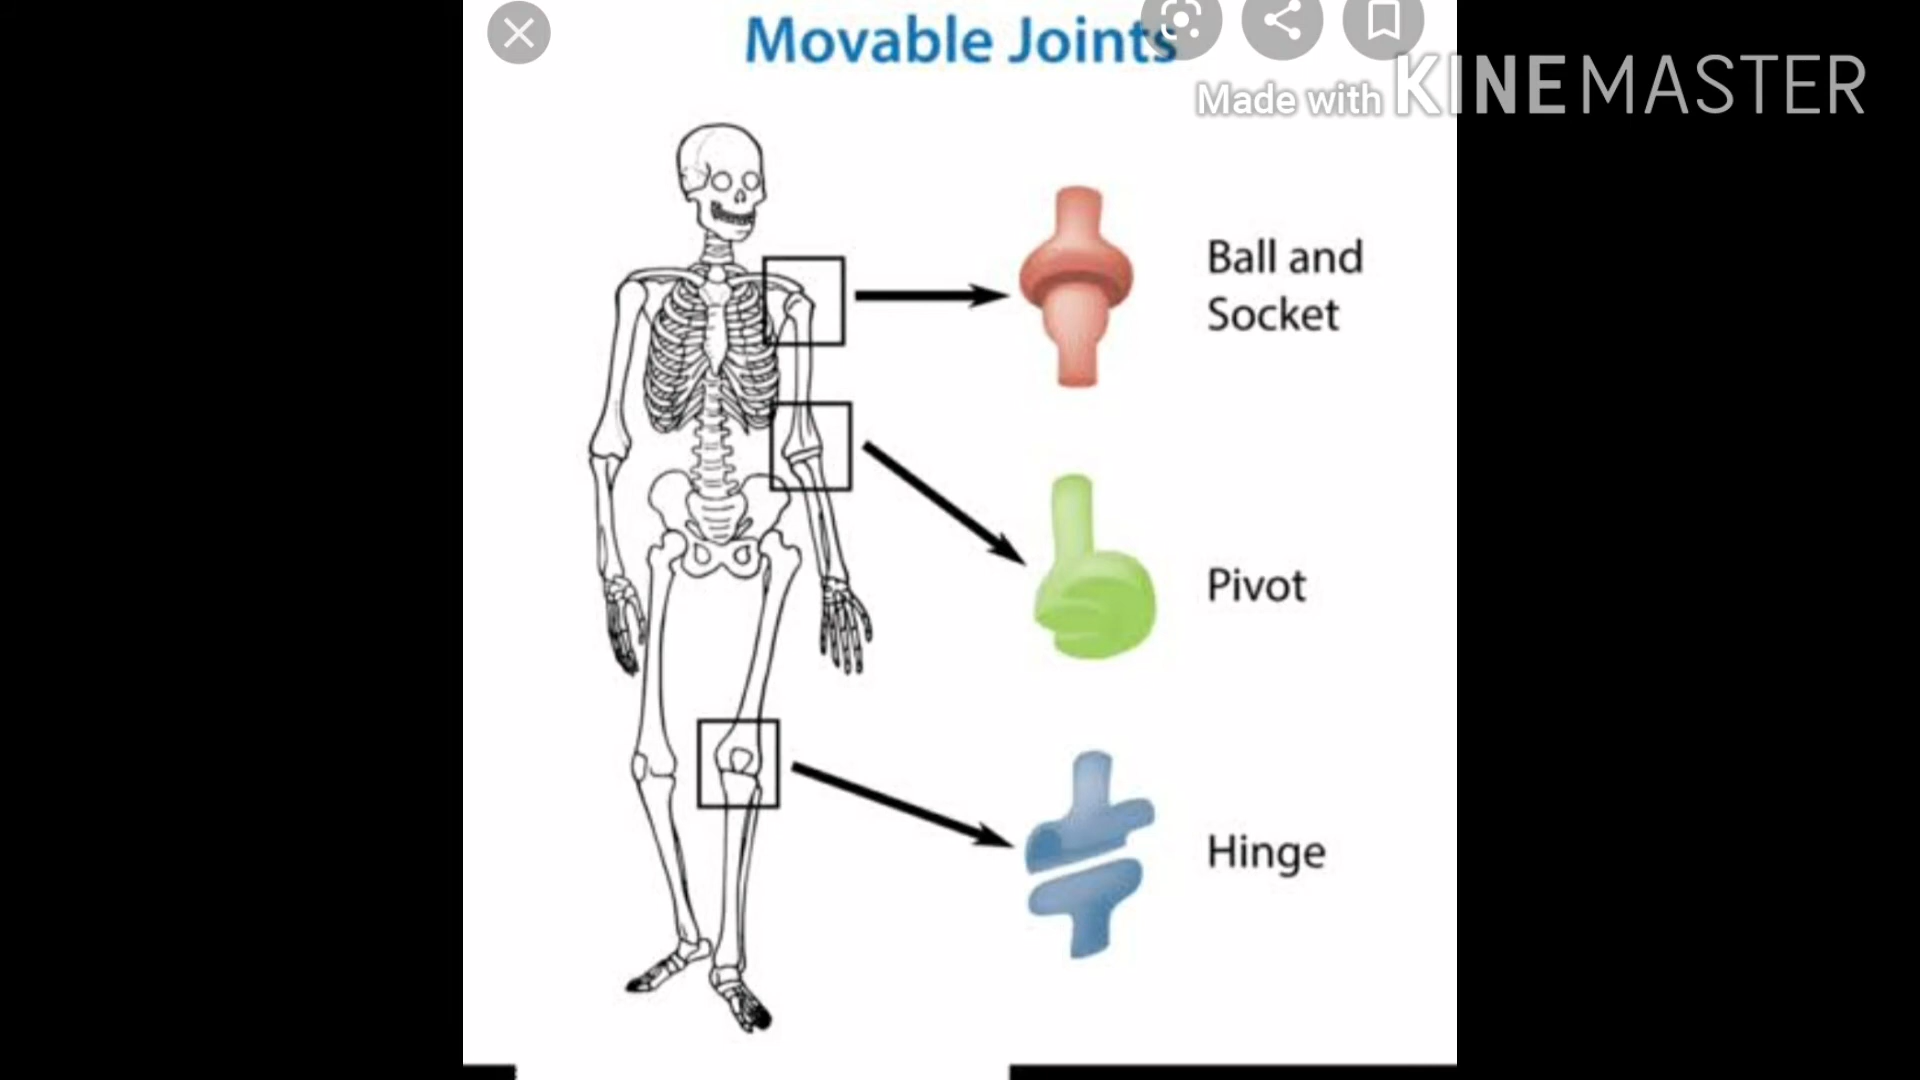 Movable Joints
Made with KINEMASTER
Ball and
Socket
Pivot
Hinge